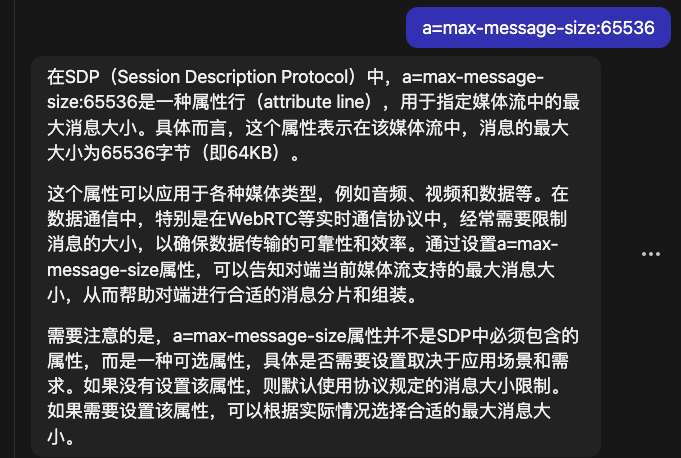 a=max-message-size:65536
在SDP（Session Description Protocol）中，a=max-message-
size:65536是一种属性行（attribute line），用于指定媒体流中的最
大消息大小。具体而言，这个属性表示在该媒体流中，消息的最大
大小为65536字节（即64KB）。
这个属性可以应用于各种媒体类型，例如音频、视频和数据等。在
数据通信中，特别是在WebRTC等实时通信协议中，经常需要限制
消息的大小，以确保数据传输的可靠性和效率。通过设置a=max-
message-size属性，可以告知对端当前媒体流支持的最大消息大
小，从而帮助对端进行合适的消息分片和组装。
需要注意的是，a=max-message-size属性并不是SDP中必须包含的
属性，而是一种可选属性，具体是否需要设置取决于应用场景和需
求。如果没有设置该属性，则默认使用协议规定的消息大小限制。
如果需要设置该属性，可以根据实际情况选择合适的最大消息大
小。